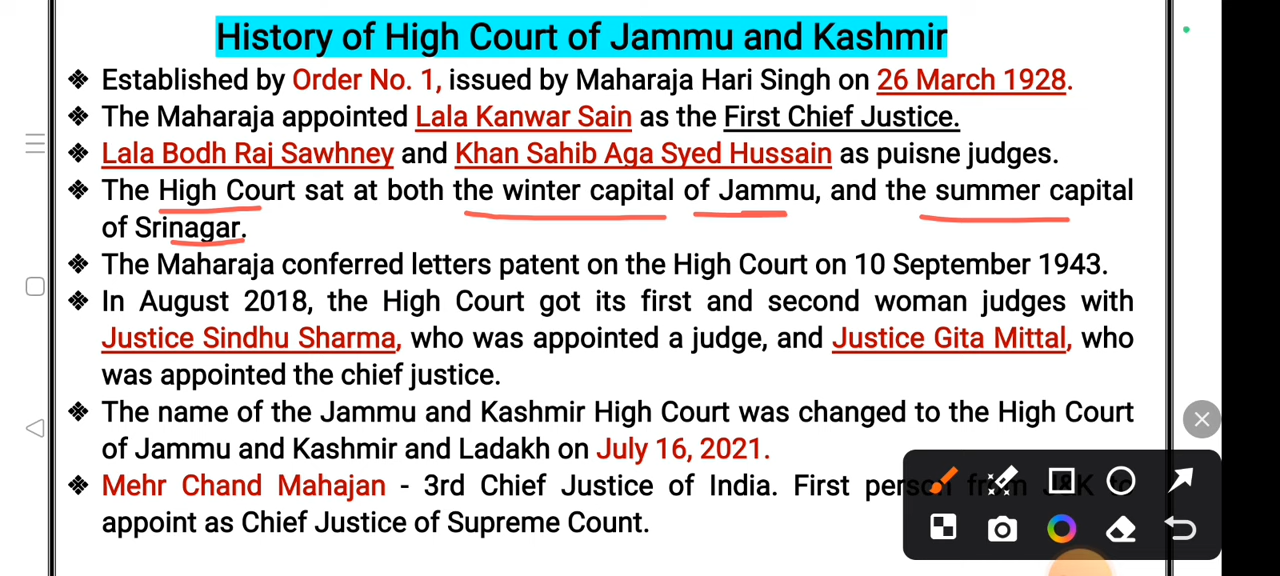 History of High Court of Jammu and Kashmir
❖ Established by Order No. 1, issued by Maharaja Hari Singh on 26 March 1928.
❖ The Maharaja appointed Lala Kanwar Sain as the First Chief Justice.
❖ Lala Bodh Raj Sawhney and Khan Sahib Aga Syed Hussain as puisne judges.
❖ The High Court sat at both the winter capital of Jammu, and the summer capital
of Srinagar.
❖ The Maharaja conferred letters patent on the High Court on 10 September 1943.
❖ In August 2018, the High Court got its first and second woman judges with
Justice Sindhu Sharma, who was appointed a judge, and Justice Gita Mittal, who
was appointed the chief justice.
❖ The name of the Jammu and Kashmir High Court was changed to the High Court
of Jammu and Kashmir and Ladakh on July 16, 2021.
❖ Mehr Chand Mahajan - 3rd Chief Justice of India. First person from J&K to
appoint as Chief Justice of Supreme Count.